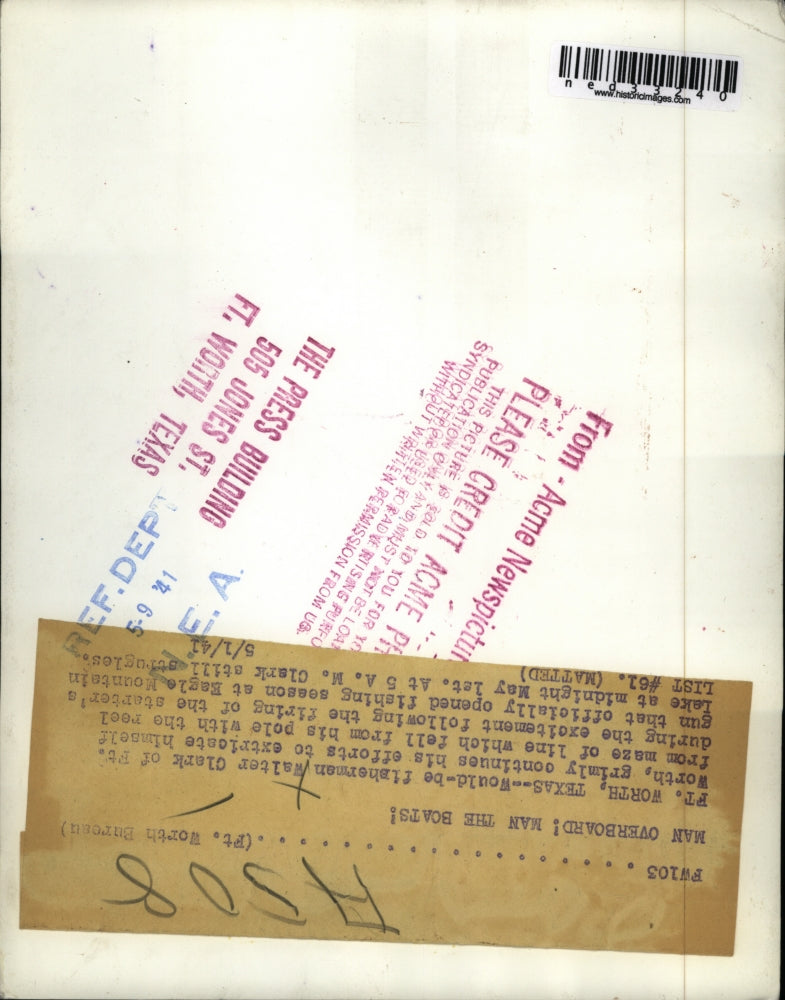 ned33240
www.historicimages.com
THE PRESS BUILDING
505 JONES ST.
FT. WORTH, TEXAS
From - Acme Newspictur
PLEASE CREDIT ACME
THIS PICTURE IS SOLD TO YOU FOR YO
PUBLICATION ONLY AND MUST NOT BE LOA
SYNDICATED OR USED FOR ADVERTISING PURPO
WITHOUT WRITTEN PERMISSION FROM US.
REF. DEPT
5-9 '41
N. E. A.
FW103 . . . . . . . . . . . . . . . . . (Ft. Worth Bureau)
MAN OVERBOARD! MAN THE BOATS!
FT. WORTH, TEXAS--Would-be fisherman Walter Clark of Ft.
Worth, grimly continues his efforts to extricate himself
from maze of line which fell from his pole with the reel
during the excitement following the firing of the starter's
gun that officially opened fishing season at Eagle Mountain
Lake at midnight May 1st. At 5 A. M. Clark still strugles.
LIST #61. (MATTED) 5/1/41